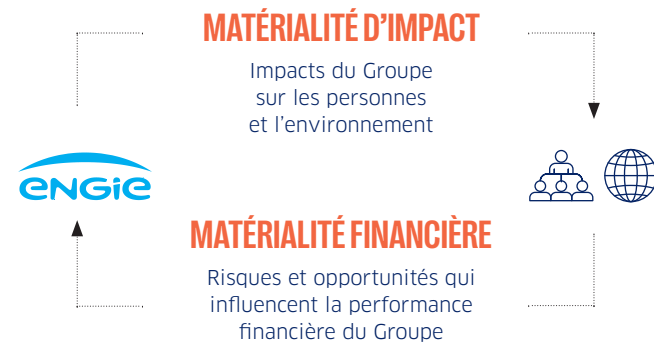 MATÉRIALITÉ D'IMPACT
Impacts du Groupe
sur les personnes
et l'environnement
ENGIE
MATÉRIALITÉ FINANCIÈRE
Risques et opportunités qui
influencent la performance
financière du Groupe